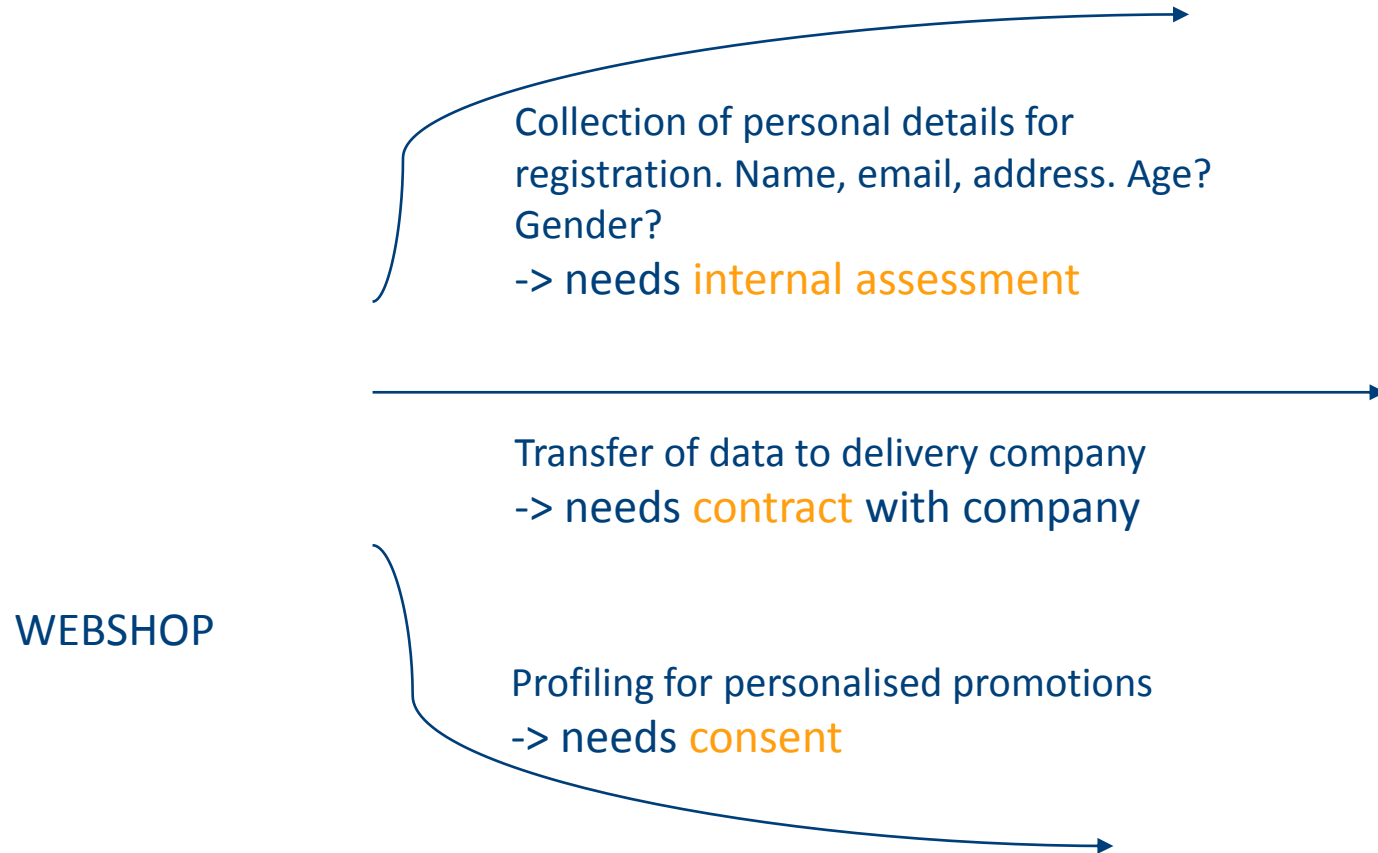 Collection of personal details for
registration. Name, email, address. Age?
Gender?
-> needs internal assessment
Transfer of data to delivery company
-> needs contract with company
WEBSHOP
Profiling for personalised promotions
-> needs consent